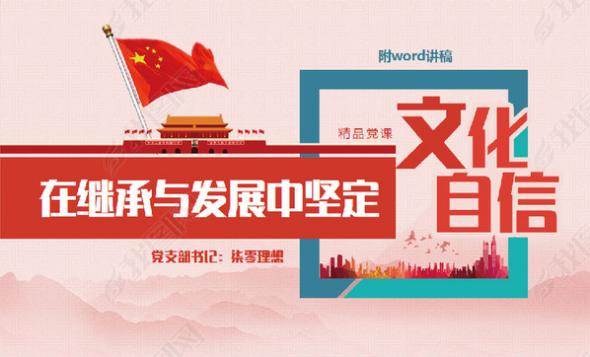 附word讲稿
精品党课
文化
自信
在继承与发展中坚定
党支部书记：柒零理想